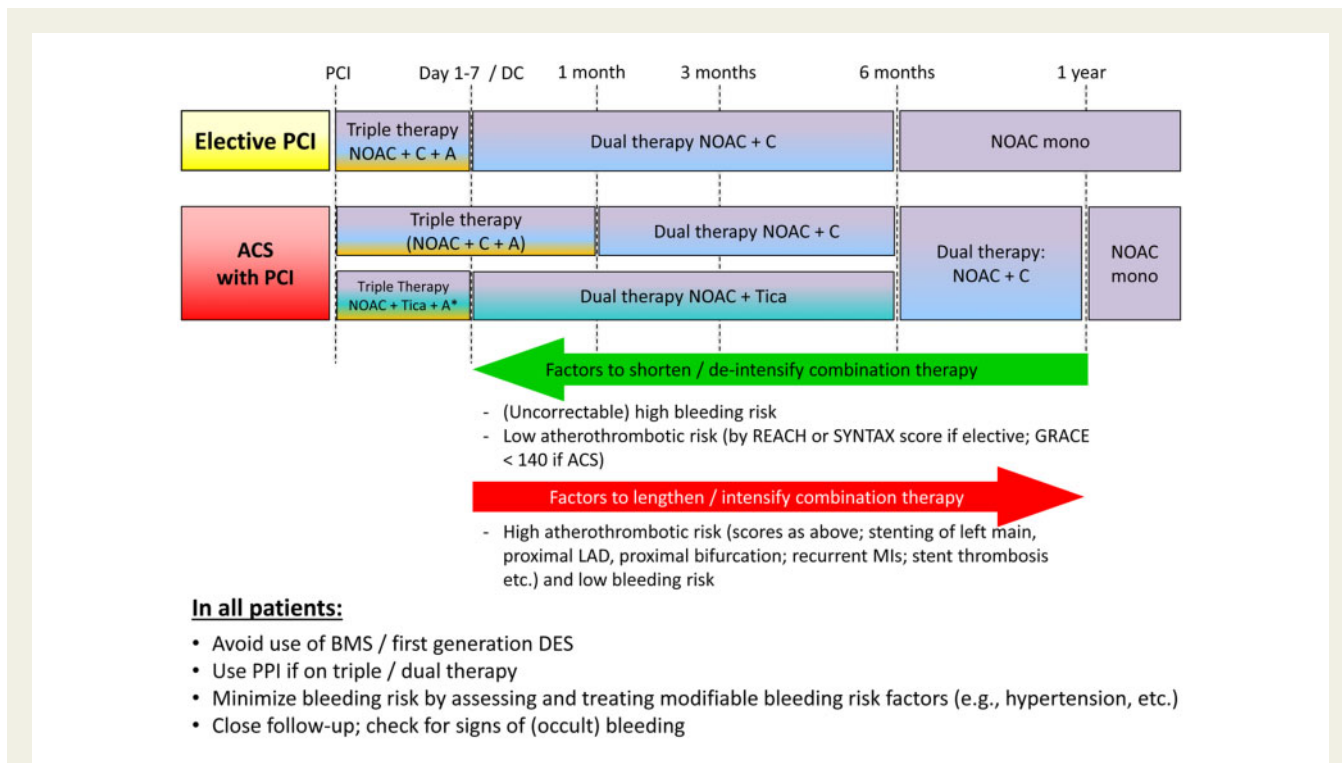 PCI
Day 1-7 / DC
1 month
3 months
6 months
1 year
Elective PCI
Triple therapy
NOAC + C + A
Dual therapy NOAC + C
NOAC mono
ACS
with PCI
Triple therapy
(NOAC + C + A)
Dual therapy NOAC + C
Triple Therapy
NOAC + Tica + A*
Dual therapy NOAC + Tica
Dual therapy:
NOAC + C
NOAC
mono
Factors to shorten / de-intensify combination therapy
- (Uncorrectable) high bleeding risk
- Low atherothrombotic risk (by REACH or SYNTAX score if elective; GRACE
< 140 if ACS)
Factors to lengthen / intensify combination therapy
- High atherothrombotic risk (scores as above; stenting of left main,
proximal LAD, proximal bifurcation; recurrent MIs; stent thrombosis
etc.) and low bleeding risk
In all patients:
• Avoid use of BMS / first generation DES
• Use PPI if on triple / dual therapy
• Minimize bleeding risk by assessing and treating modifiable bleeding risk factors (e.g., hypertension, etc.)
• Close follow-up; check for signs of (occult) bleeding